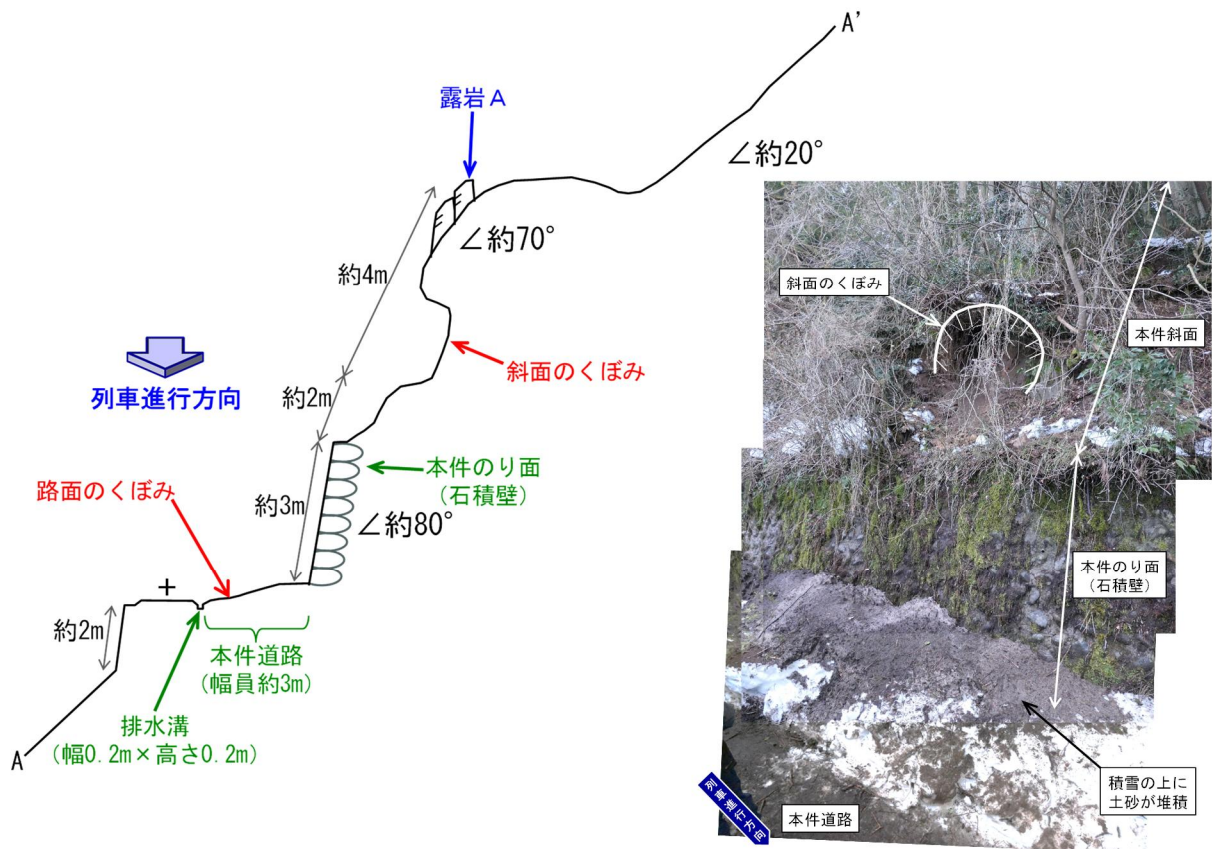 A'
露岩A
∠約20°
∠約70°
約4m
列車進行方向
斜面のくぼみ
約2m
本件のり面
（石積壁）
路面のくぼみ
約3m
∠約80°
+
約2m
本件道路
（幅員約3m）
排水溝
（幅0.2m×高さ0.2m）
A
斜面のくぼみ
本件斜面
本件のり面
（石積壁）
積雪の上に
土砂が堆積
列車進行方向
本件道路